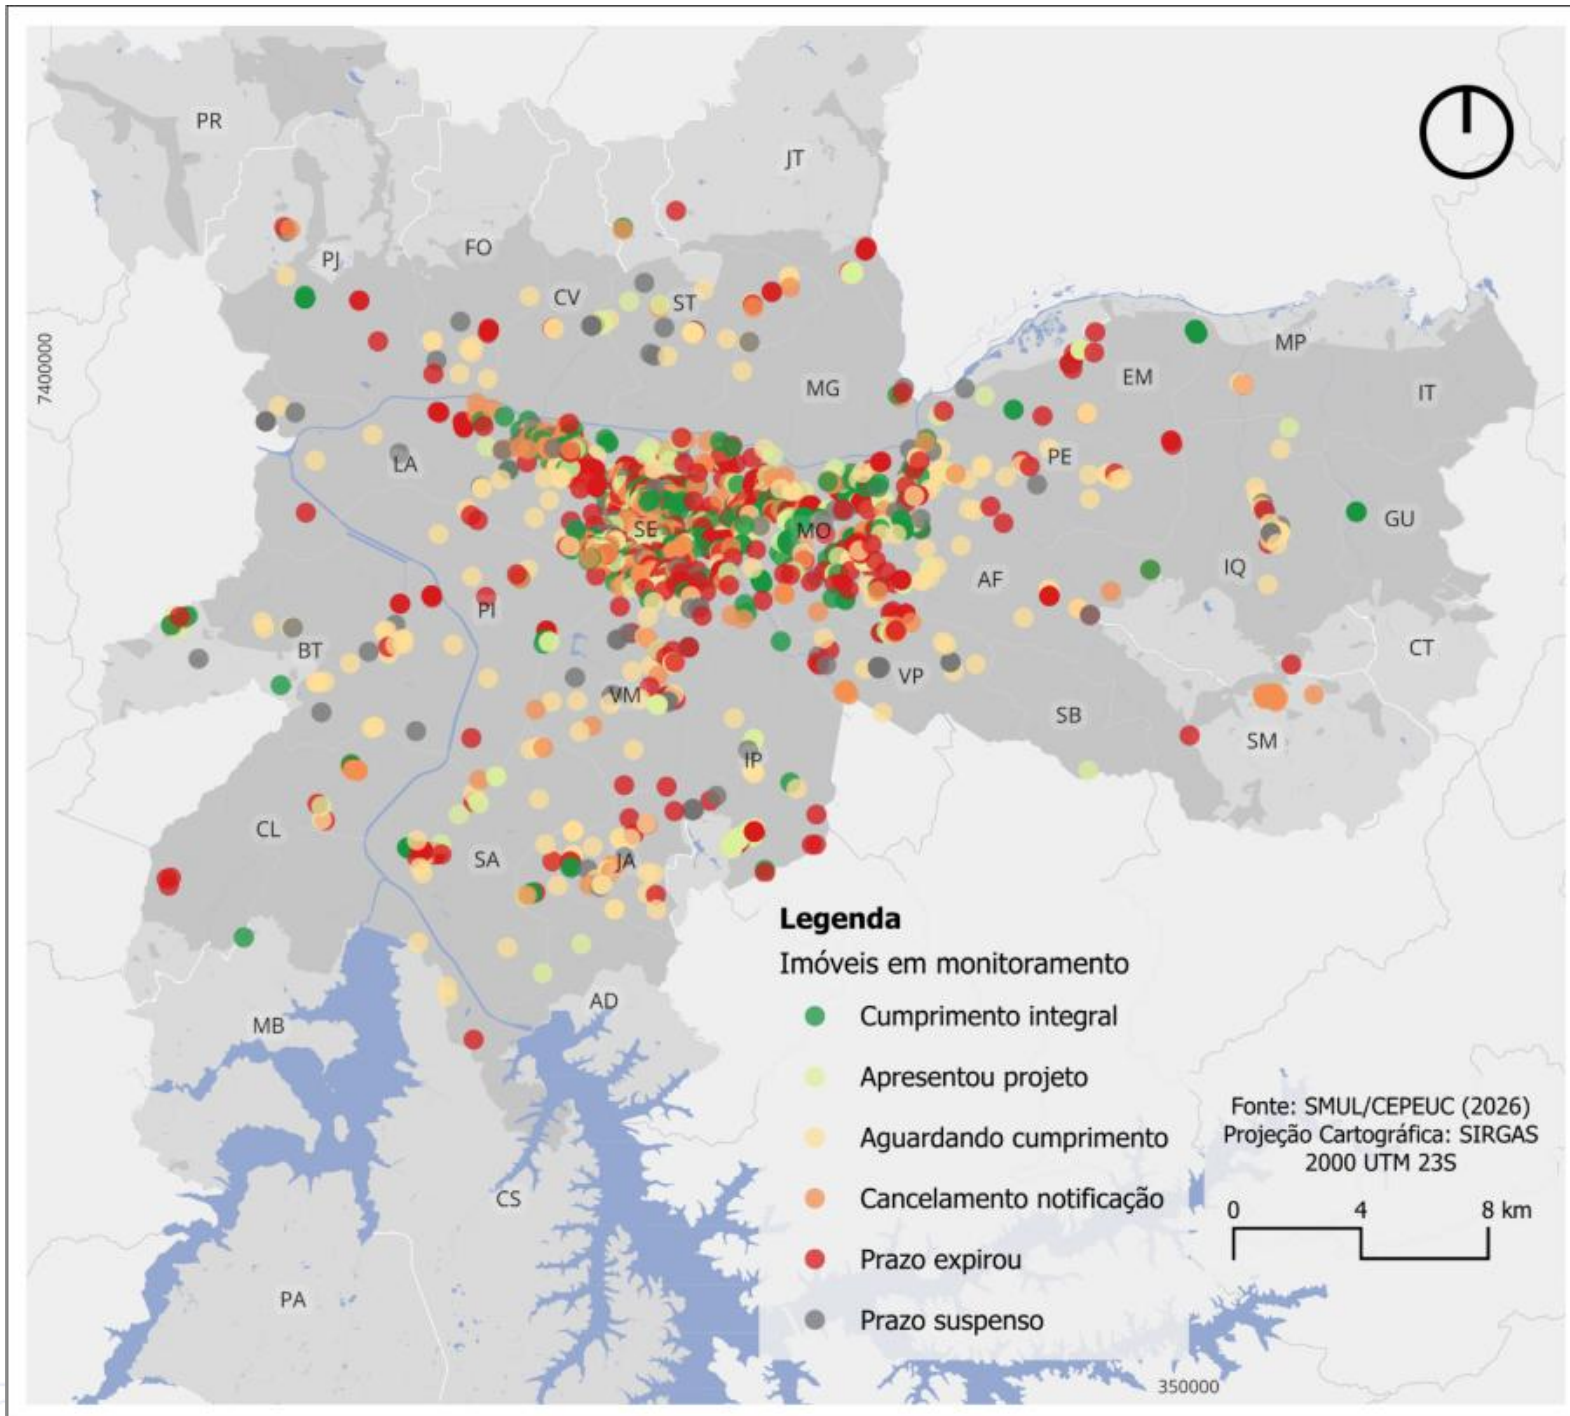 PR
JT
FO
PJ
CV
ST
7400000
MP
EM
MG
IT
LA
PE
SE
MO
GU
AF
IQ
PI
BT
CT
VP
VM
SB
SM
IP
CL
SA
JA
Legenda
Imóveis em monitoramento
AD
Cumprimento integral
MB
Apresentou projeto
Fonte: SMUL/CEPEUC (2026)
Projeção Cartográfica: SIRGAS
2000 UTM 23S
Aguardando cumprimento
CS
Cancelamento notificação
0 4 8 km
Prazo expirou
PA
Prazo suspenso
350000